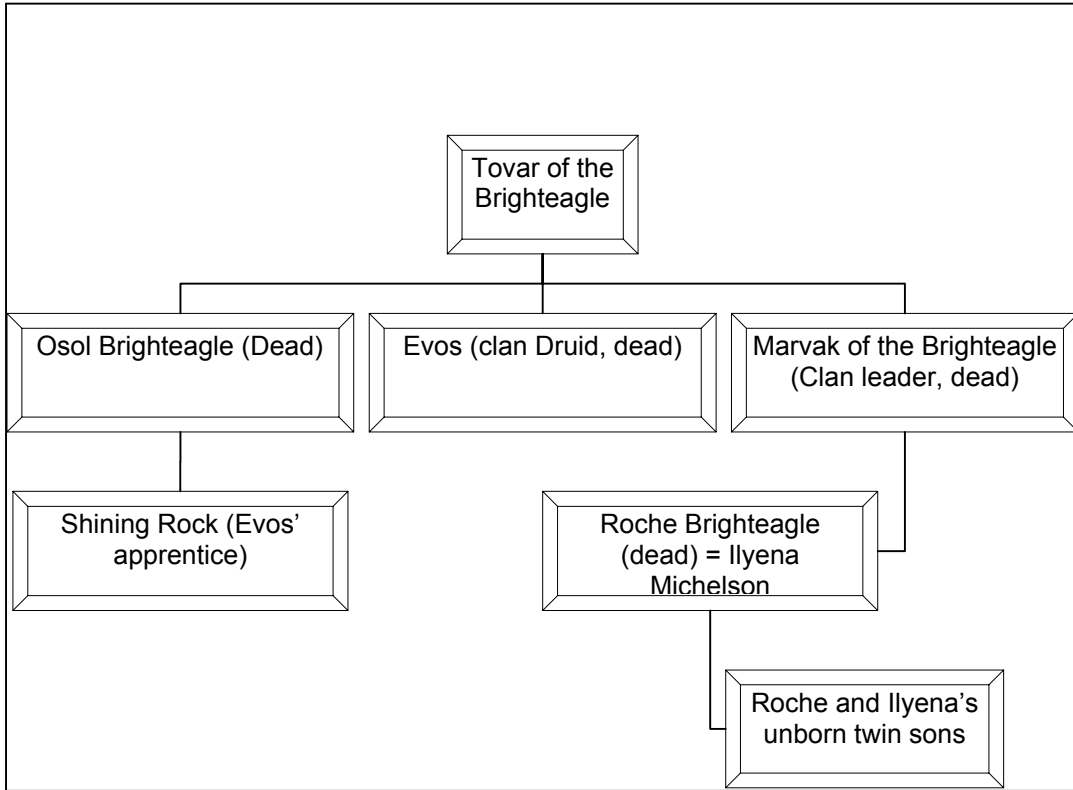 Tovar of the
Brighteagle
Osol Brighteagle (Dead)
Evos (clan Druid, dead)
Marvak of the Brighteagle
(Clan leader, dead)
Shining Rock (Evos’
apprentice)
Roche Brighteagle
(dead) = Ilyena
Michelson
Roche and Ilyena’s
unborn twin sons